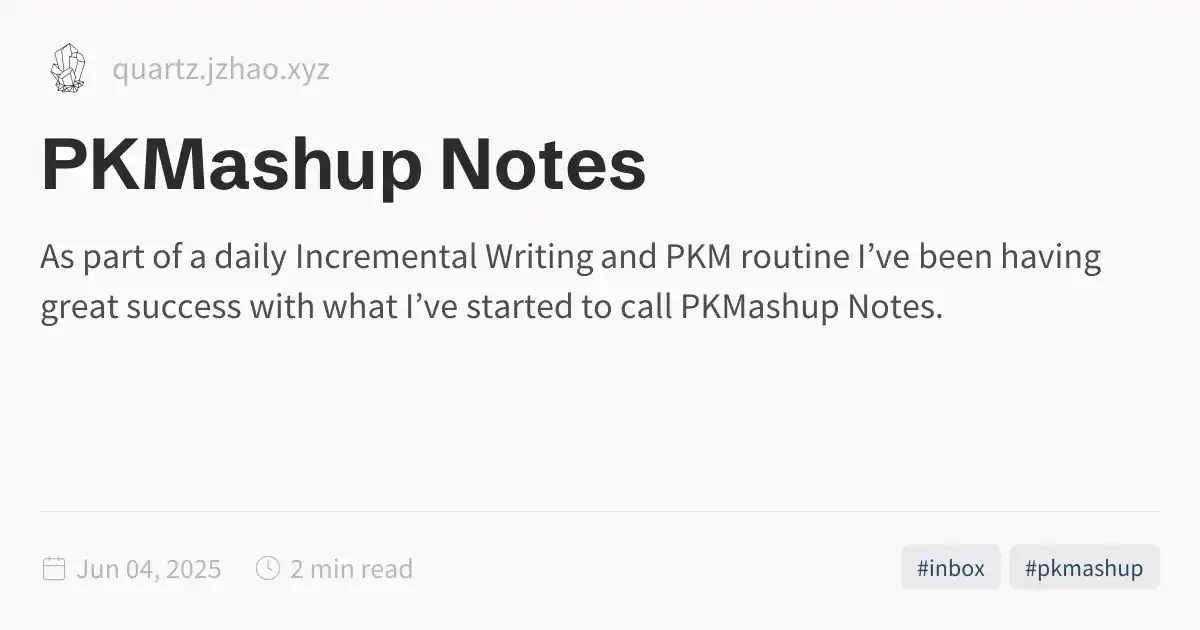 quartz.jzhao.xyz
PKMashup Notes
As part of a daily Incremental Writing and PKM routine I’ve been having
great success with what I’ve started to call PKMashup Notes.
Jun 04, 2025 2 min read #inbox #pkmashup